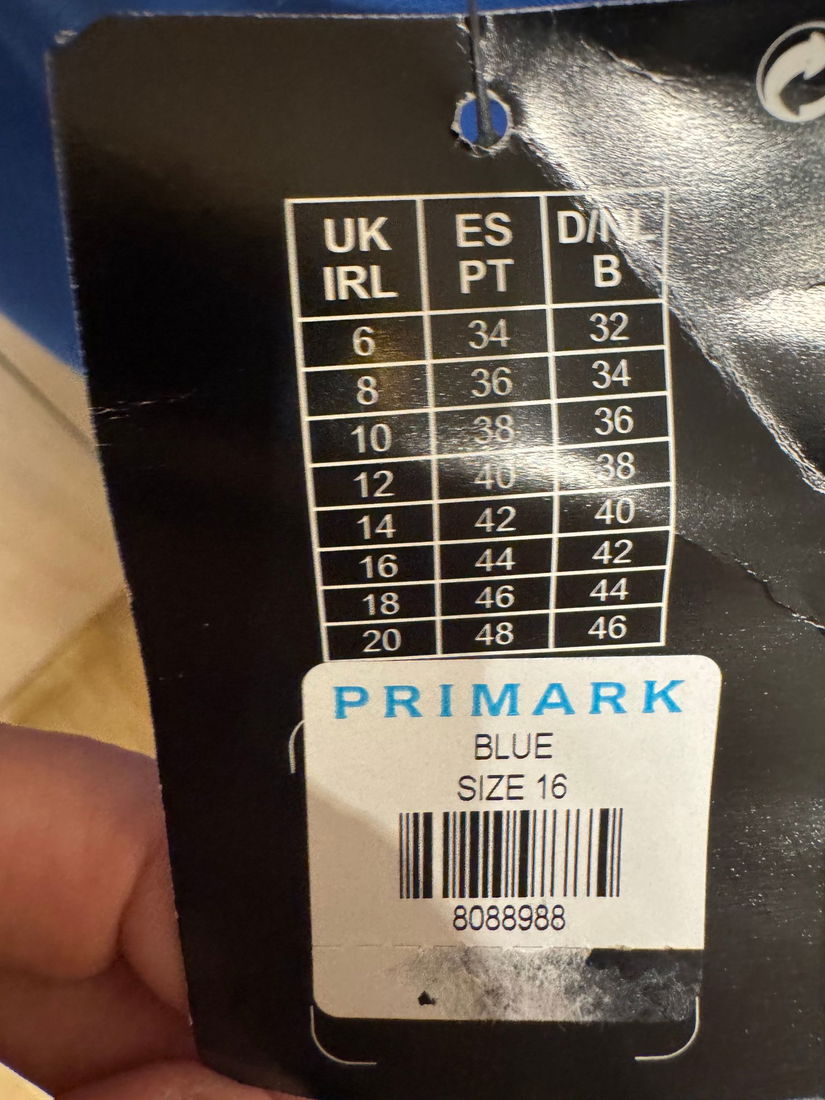 UK IRL ES PT D/NL B
6 34 32
8 36 34
10 38 36
12 40 38
14 42 40
16 44 42
18 46 44
20 48 46
PRIMARK
BLUE
SIZE 16
8088988